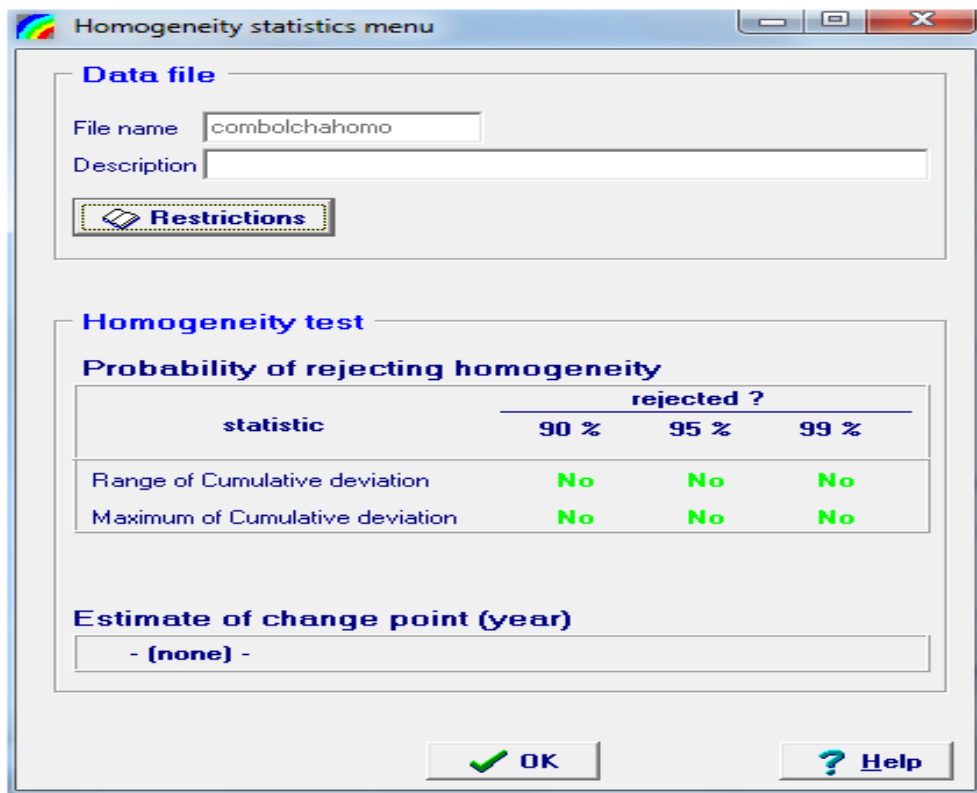 Homogeneity statistics menu
Data file
File name combolchahomo
Description
Restrictions
Homogeneity test
Probability of rejecting homogeneity
rejected ?
statistic 90 % 95 % 99 %
Range of Cumulative deviation No No No
Maximum of Cumulative deviation No No No
Estimate of change point (year)
- (none) -
OK ? Help